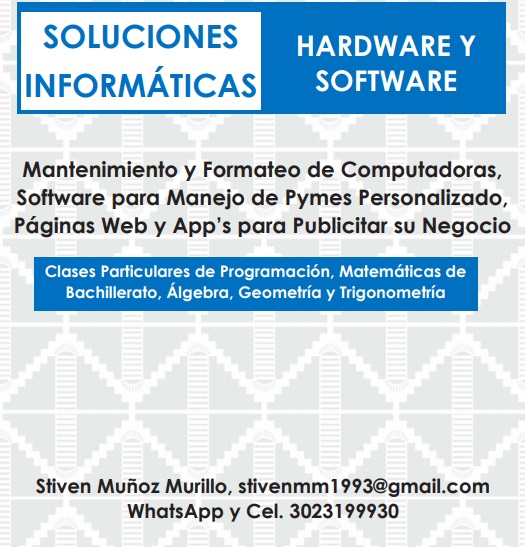 SOLUCIONES
INFORMÁTICAS
HARDWARE Y
SOFTWARE
Mantenimiento y Formateo de Computadoras,
Software para Manejo de Pymes Personalizado,
Páginas Web y App's para Publicitar su Negocio
Clases Particulares de Programación, Matemáticas de
Bachillerato, Álgebra, Geometría y Trigonometría
Stiven Muñoz Murillo, stivenmm1993@gmail.com
WhatsApp y Cel. 3023199930